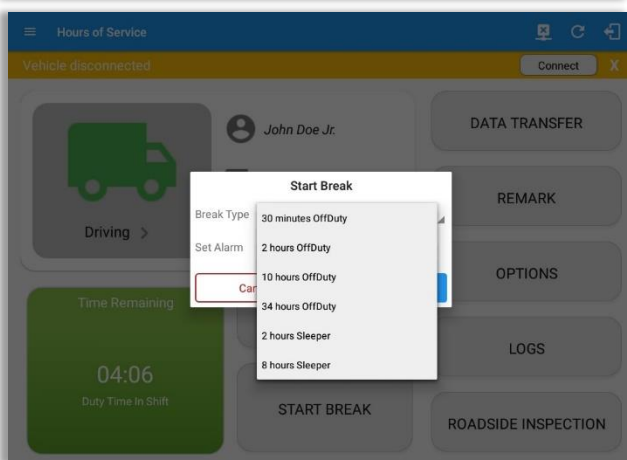 Hours of Service
Vehicle disconnected
Connect
X
John Doe Jr.
Driving >
DATA TRANSFER
REMARK
OPTIONS
LOGS
ROADSIDE INSPECTION
Start Break
Break Type
30 minutes OffDuty
Set Alarm
2 hours OffDuty
10 hours OffDuty
34 hours OffDuty
2 hours Sleeper
8 hours Sleeper
Time Remaining
04:06
Duty Time In Shift
START BREAK